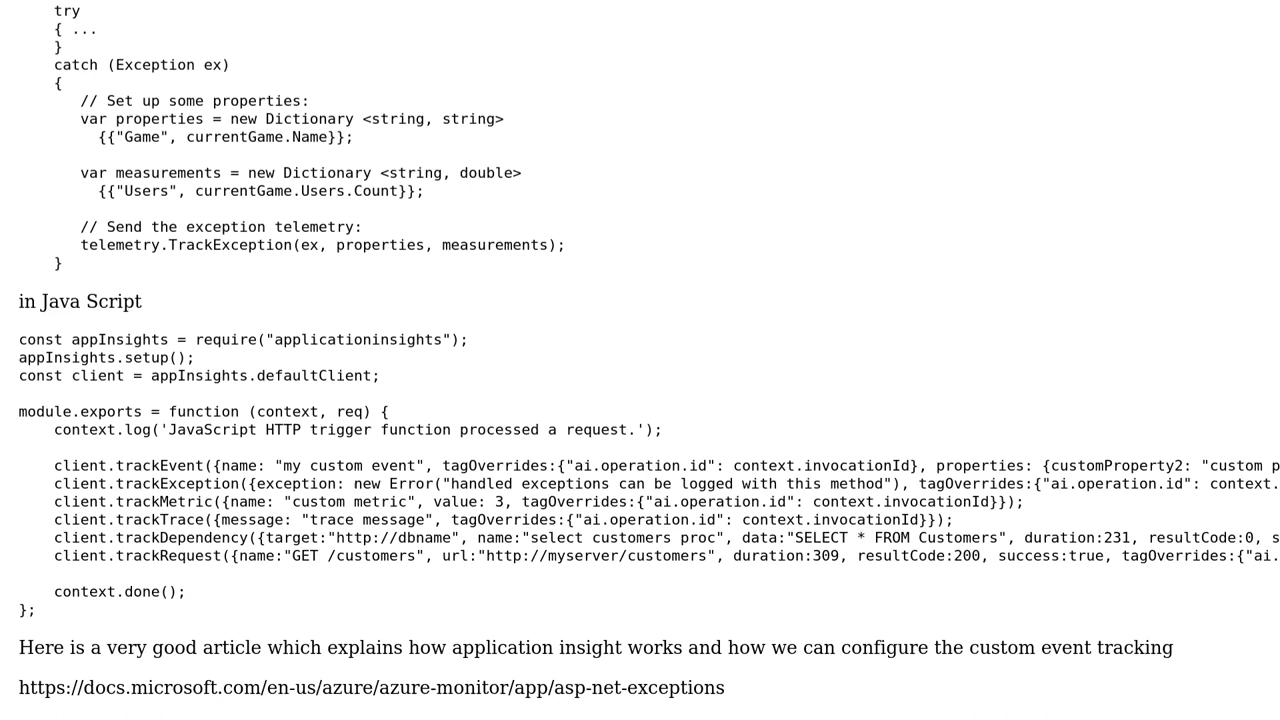 try
{ ...
}
catch (Exception ex)
{
// Set up some properties:
var properties = new Dictionary <string, string>
{{"Game", currentGame.Name}};
var measurements = new Dictionary <string, double>
{{"Users", currentGame.Users.Count}};
// Send the exception telemetry:
telemetry.TrackException(ex, properties, measurements);
}
in Java Script
const appInsights = require("applicationinsights");
appInsights.setup();
const client = appInsights.defaultClient;
module.exports = function (context, req) {
context.log('JavaScript HTTP trigger function processed a request.');
client.trackEvent({name: "my custom event", tagOverrides:{"ai.operation.id": context.invocationId}, properties: {customProperty2: "custom p
client.trackException({exception: new Error("handled exceptions can be logged with this method"), tagOverrides:{"ai.operation.id": context.
client.trackMetric({name: "custom metric", value: 3, tagOverrides:{"ai.operation.id": context.invocationId}});
client.trackTrace({message: "trace message", tagOverrides:{"ai.operation.id": context.invocationId}});
client.trackDependency({target:"http://dbname", name:"select customers proc", data:"SELECT * FROM Customers", duration:231, resultCode:0, s
client.trackRequest({name:"GET /customers", url:"http://myserver/customers", duration:309, resultCode:200, success:true, tagOverrides:{"ai.
context.done();
};
Here is a very good article which explains how application insight works and how we can configure the custom event tracking
https://docs.microsoft.com/en-us/azure/azure-monitor/app/asp-net-exceptions